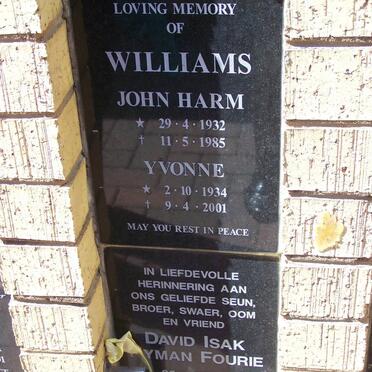 LOVING MEMORY
OF
WILLIAMS
JOHN HARM
★ 29 · 4 · 1932
† 11 · 5 · 1985
YVONNE
★ 2 · 10 · 1934
† 9 · 4 · 2001
MAY YOU REST IN PEACE
IN LIEFDEVOLLE
HERINNERING AAN
ONS GELIEFDE SEUN,
BROER, SWAER, OOM
EN VRIEND
DAVID ISAK
YMAN FOURIE